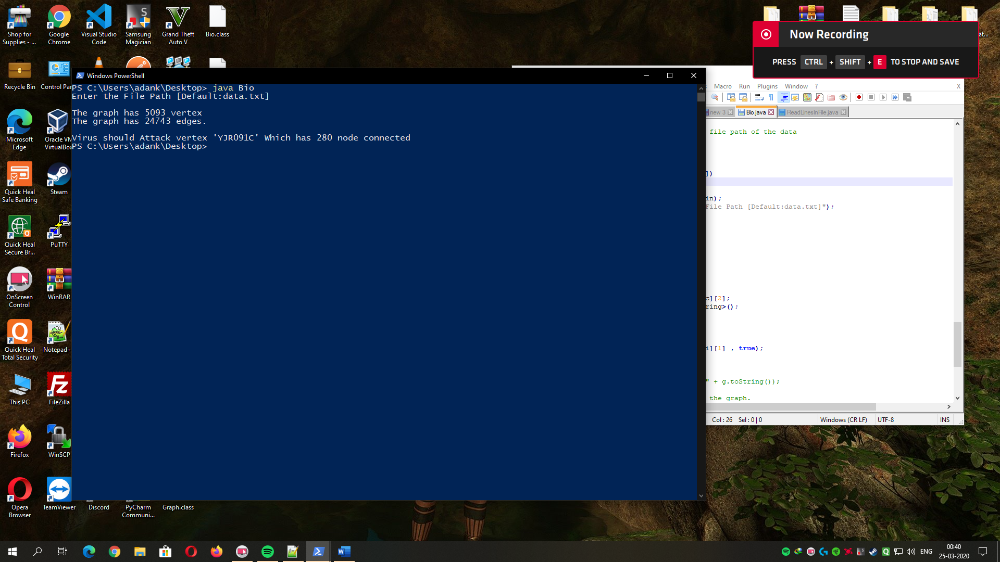 Shop for
Supplies - ...
Google
Chrome
Visual Studio
Code
Samsung
Magician
Grand Theft
Auto V
Bio.class
Recycle Bin
Control Pan
Microsoft
Edge
Oracle VM
VirtualBox
Quick Heal
Safe Banking
Steam
Quick Heal
Secure Br...
PuTTY
OnScreen
Control
WinRAR
Quick Heal
Total Security
Notepad+
This PC
FileZilla
Firefox
WinSCP
Opera
Browser
TeamViewer
Discord
PyCharm
Communi...
Graph.class
Windows PowerShell
PS C:\Users\adank\Desktop> java Bio
Enter the File Path [Default:data.txt]
The graph has 5093 vertex
The graph has 24743 edges.
Virus should Attack vertex 'YJR091C' Which has 280 node connected
PS C:\Users\adank\Desktop>
Now Recording
PRESS CTRL + SHIFT + E TO STOP AND SAVE
at...
Macro Run Plugins Window ? X
new 3 Bio.java ReadLinesInFile.java
file path of the data
])
in);
File Path [Default:data.txt]");
c][2];
ring>();
i][1] , true);
" + g.toString());
the graph.
Col : 26 Sel : 0 | 0 Windows (CR LF) UTF-8 INS
ENG
00:40
25-03-2020